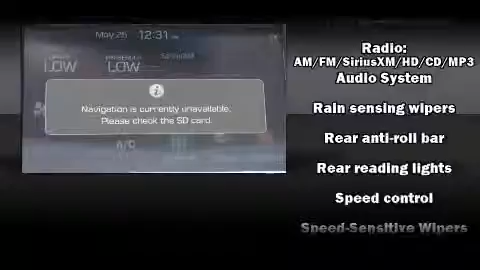 May 25 12:31
LOW LOW
Navigation is currently unavailable.
Please check the SD card.
Radio:
AM/FM/SiriusXM/HD/CD/MP3
Audio System
Rain sensing wipers
Rear anti-roll bar
Rear reading lights
Speed control
Speed-Sensitive Wipers